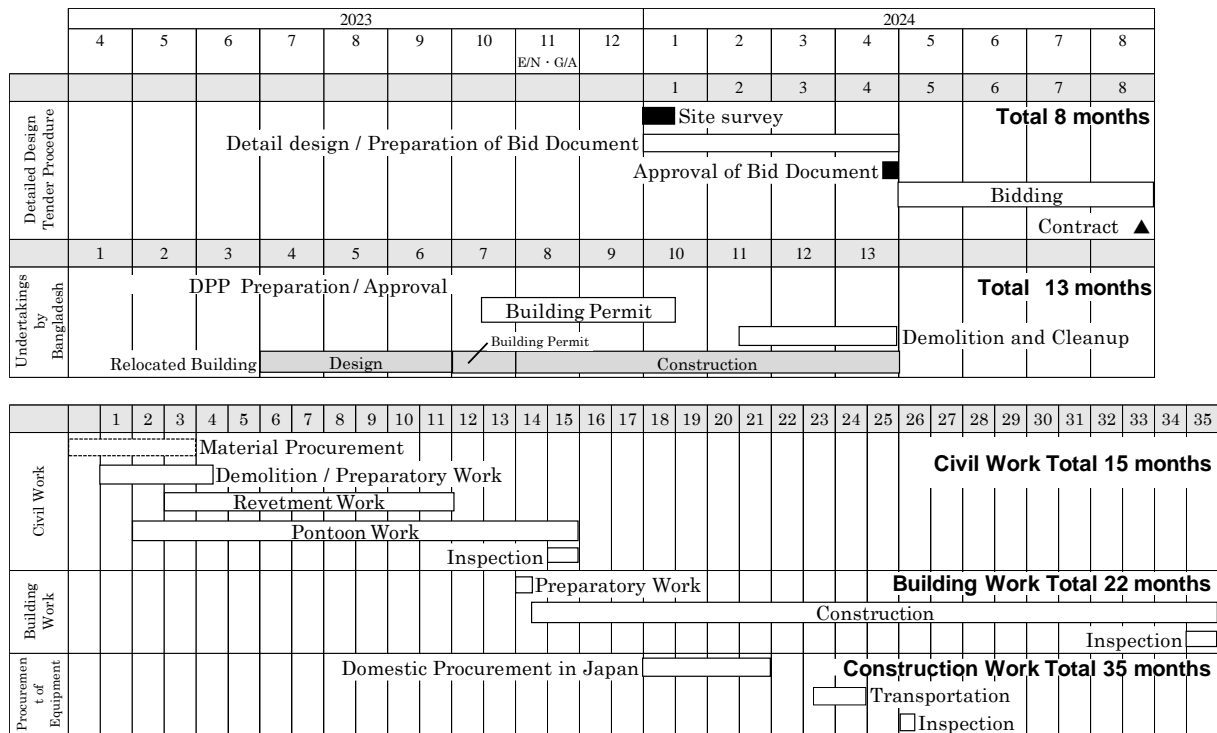 2023 2024
4 5 6 7 8 9 10 11 12 1 2 3 4 5 6 7 8
E/N・G/A
1 2 3 4 5 6 7 8
Detailed Design
Tender Procedure
Site survey
Total 8 months
Detail design / Preparation of Bid Document
Approval of Bid Document
Bidding
Contract ▲
1 2 3 4 5 6 7 8 9 10 11 12 13
Undertakings
by
Bangladesh
DPP Preparation / Approval
Total 13 months
Building Permit
Demolition and Cleanup
Building Permit
Relocated Building Design Construction
1 2 3 4 5 6 7 8 9 10 11 12 13 14 15 16 17 18 19 20 21 22 23 24 25 26 27 28 29 30 31 32 33 34 35
Civil Work
Material Procurement
Civil Work Total 15 months
Demolition / Preparatory Work
Revetment Work
Pontoon Work
Inspection
Building
Work
Preparatory Work
Building Work Total 22 months
Construction
Inspection
Procuremen
t of
Equipment
Domestic Procurement in Japan
Construction Work Total 35 months
Transportation
Inspection